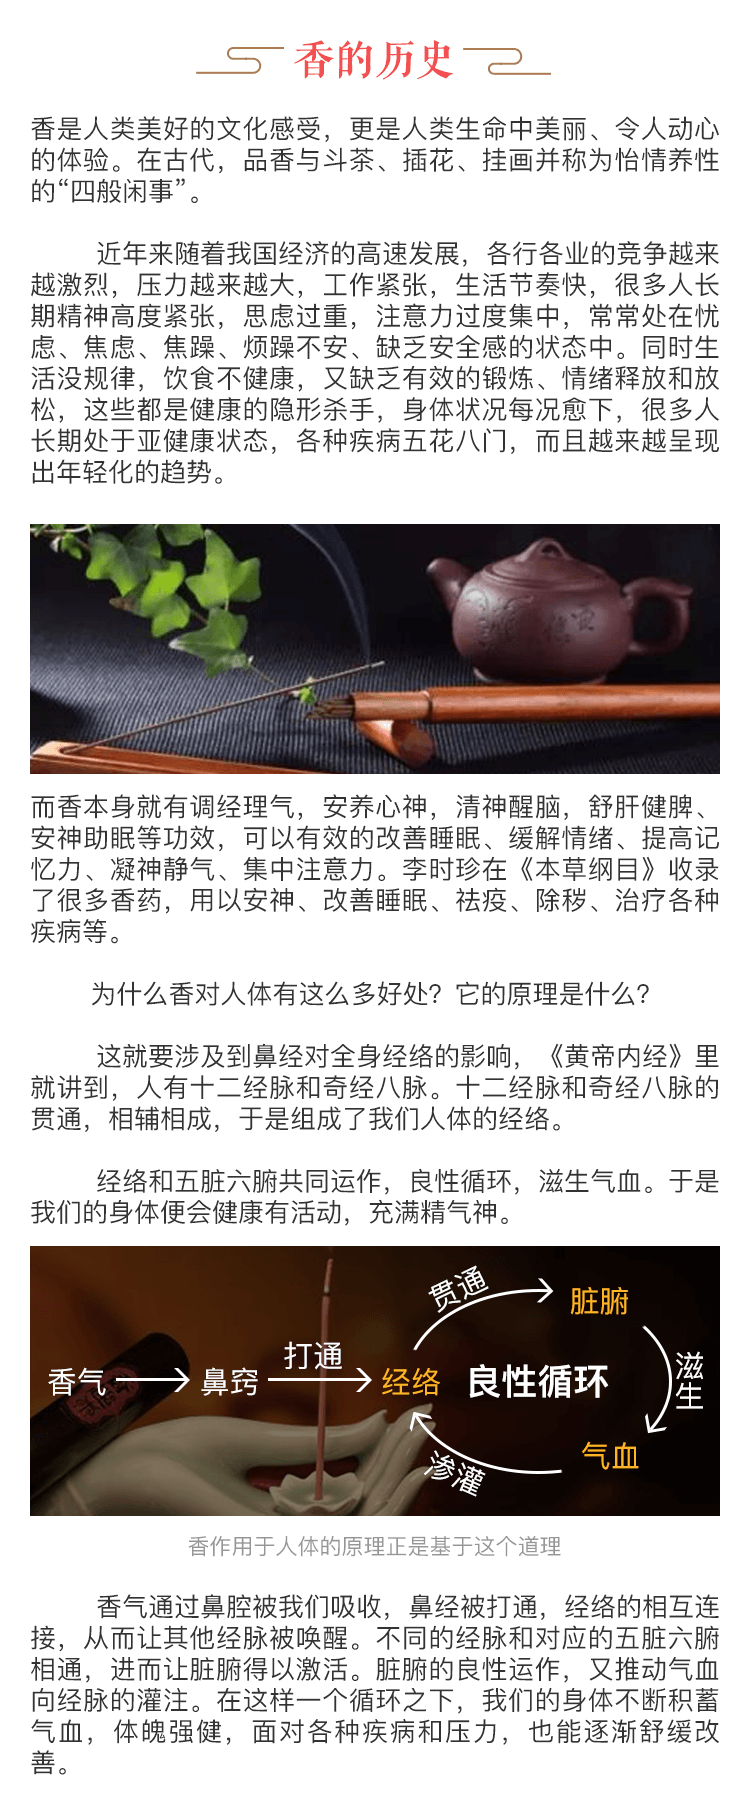 香的历史
香是人类美好的文化感受，更是人类生命中美丽、令人动心
的体验。在古代，品香与斗茶、插花、挂画并称为怡情养性
的“四般闲事”。
近年来随着我国经济的高速发展，各行各业的竞争越来
越激烈，压力越来越大，工作紧张，生活节奏快，很多人长
期精神高度紧张，思虑过重，注意力过度集中，常常处在忧
虑、焦虑、焦躁、烦躁不安、缺乏安全感的状态中。同时生
活没规律，饮食不健康，又缺乏有效的锻炼、情绪释放和放
松，这些都是健康的隐形杀手，身体状况每况愈下，很多人
长期处于亚健康状态，各种疾病五花八门，而且越来越呈现
出年轻化的趋势。
而香本身就有调经理气，安养心神，清神醒脑，舒肝健脾、
安神助眠等功效，可以有效的改善睡眠、缓解情绪、提高记
忆力、凝神静气、集中注意力。李时珍在《本草纲目》收录
了很多香药，用以安神、改善睡眠、祛疫、除秽、治疗各种
疾病等。
为什么香对人体有这么多好处？它的原理是什么？
这就要涉及到鼻经对全身经络的影响，《黄帝内经》里
就讲到，人有十二经脉和奇经八脉。十二经脉和奇经八脉的
贯通，相辅相成，于是组成了我们人体的经络。
经络和五脏六腑共同运作，良性循环，滋生气血。于是
我们的身体便会健康有活动，充满精气神。
香气
鼻窍
打通
经络
贯通
脏腑
良性循环
滋生
气血
渗灌
香作用于人体的原理正是基于这个道理
香气通过鼻腔被我们吸收，鼻经被打通，经络的相互连
接，从而让其他经脉被唤醒。不同的经脉和对应的五脏六腑
相通，进而让脏腑得以激活。脏腑的良性运作，又推动气血
向经脉的灌注。在这样一个循环之下，我们的身体不断积蓄
气血，体魄强健，面对各种疾病和压力，也能逐渐舒缓改
善。